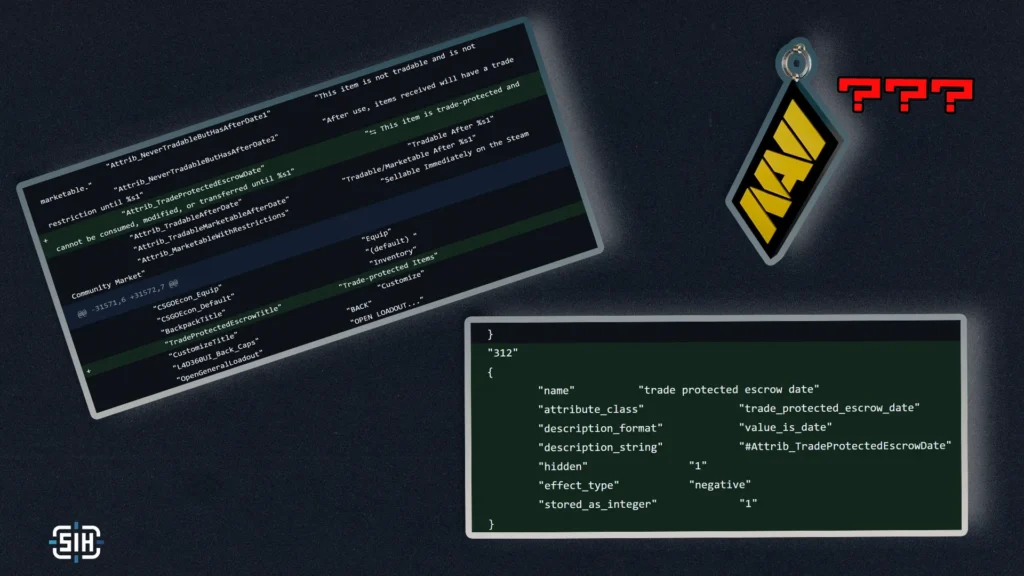 "Attrib_NeverTradableButHasAfterDate1" "This item is not tradable and is not
marketable."
"Attrib_NeverTradableButHasAfterDate2" "After use, items received will have a trade
restriction until %s1"
+ "Attrib_TradeProtectedEscrowDate" "⇆ This item is trade-protected and
cannot be consumed, modified, or transferred until %s1"
"Attrib_TradableAfterDate" "Tradable After %s1"
"Attrib_TradableMarketableAfterDate" "Tradable/Marketable After %s1"
"Attrib_MarketableWithRestrictions" "Sellable Immediately on the Steam
Community Market"
@@ -31571,6 +31572,7 @@
"CSGOEcon_Equip" "Equip"
"CSGOEcon_Default" "(default) "
"BackpackTitle" "Inventory"
+ "TradeProtectedEscrowTitle" "Trade-protected Items"
"CustomizeTitle" "Customize"
"L4D360UI_Back_Caps" "BACK"
"OpenGeneralLoadout" "OPEN LOADOUT..."
NAVI
???
}
"312"
{
"name" "trade protected escrow date"
"attribute_class" "trade_protected_escrow_date"
"description_format" "value_is_date"
"description_string" "#Attrib_TradeProtectedEscrowDate"
"hidden" "1"
"effect_type" "negative"
"stored_as_integer" "1"
}
SIH